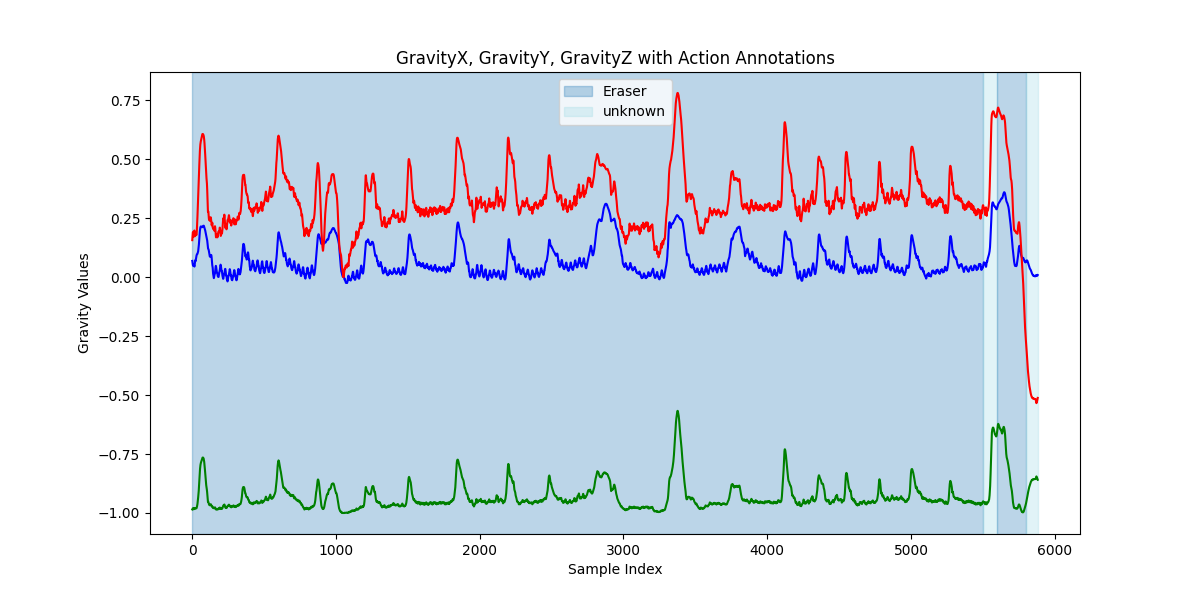 GravityX, GravityY, GravityZ with Action Annotations
Eraser
unknown
Gravity Values
0.75
0.50
0.25
0.00
−0.25
−0.50
−0.75
−1.00
0 1000 2000 3000 4000 5000 6000
Sample Index